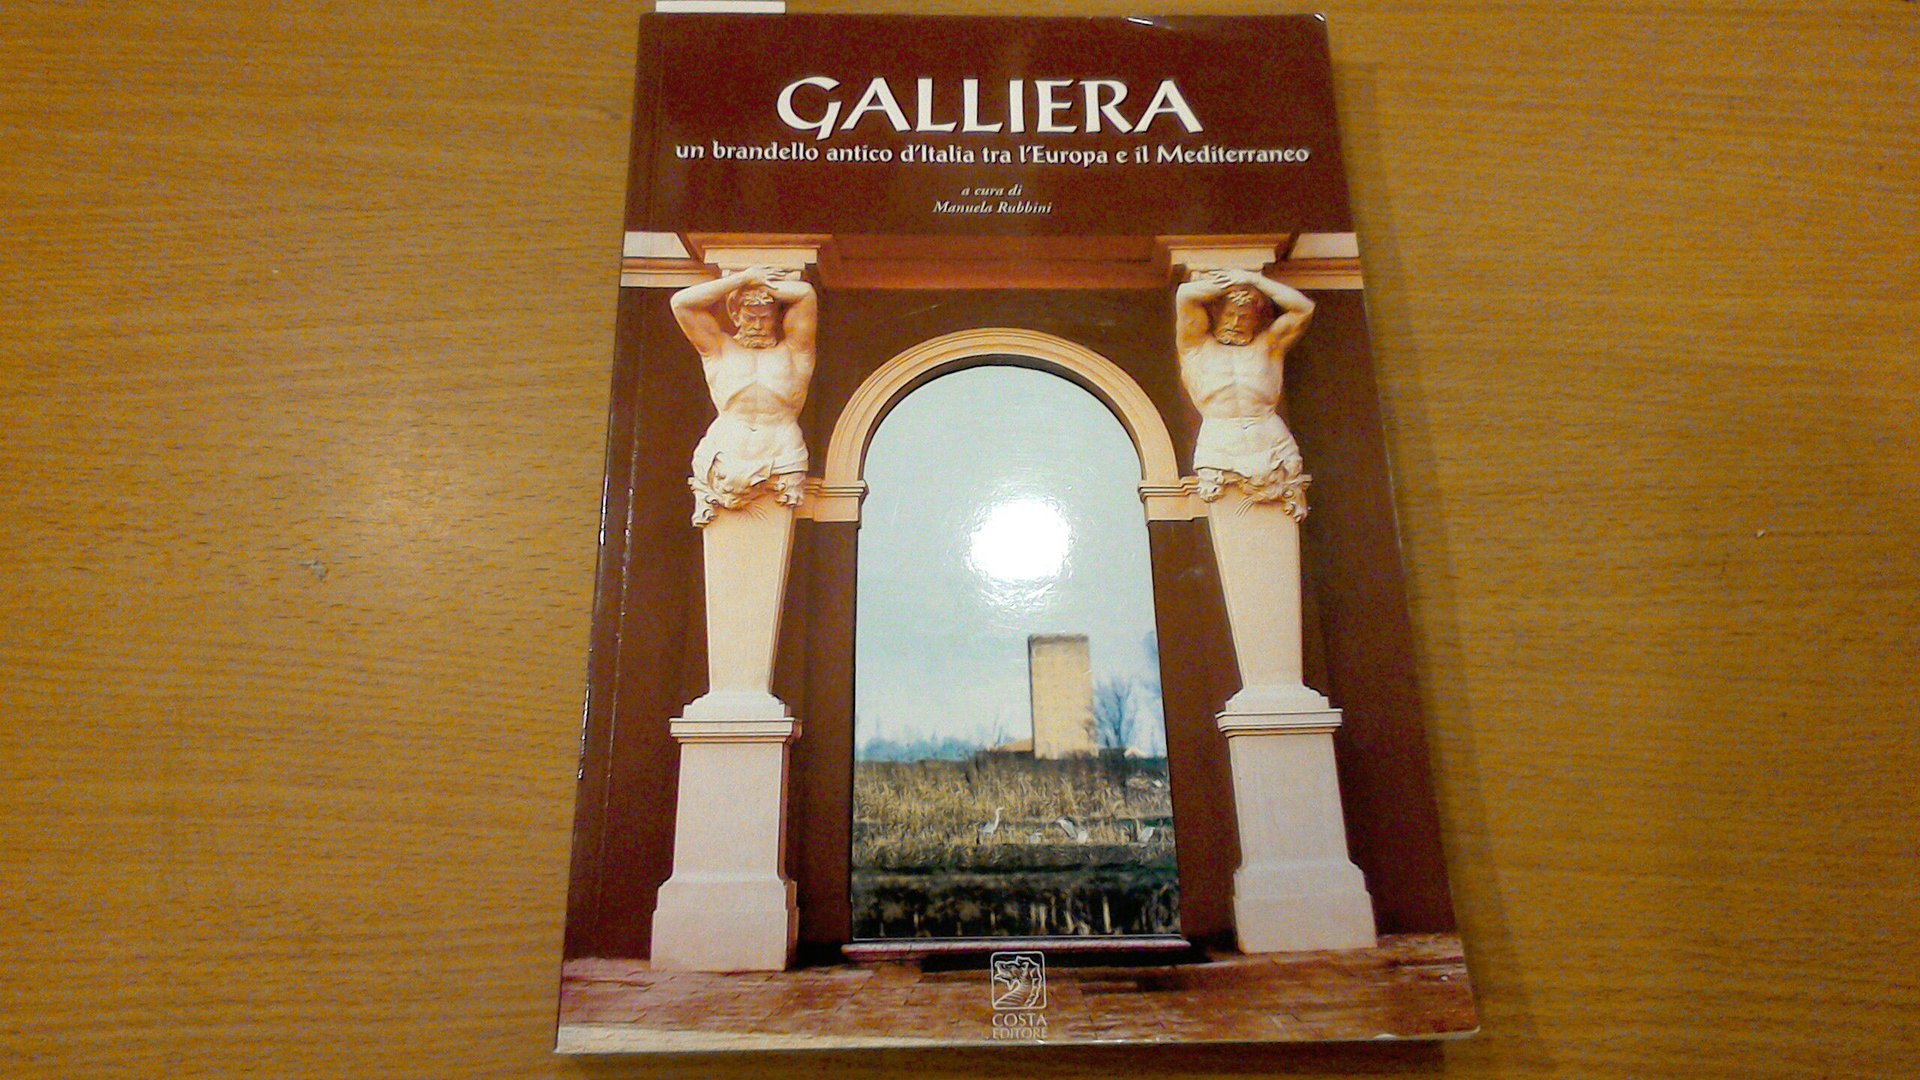 GALLIERA
un brandello antico d'Italia tra l'Europa e il Mediterraneo
a cura di
Manuela Rubbini
COSTA
EDITORE